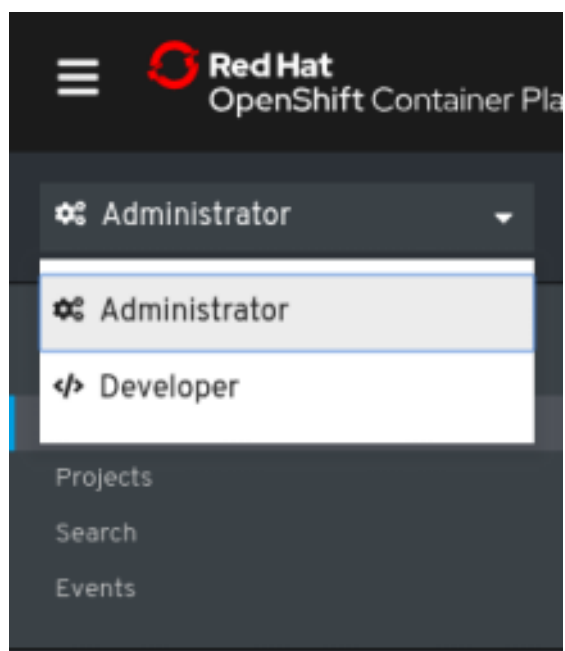 Red Hat
OpenShift Container Pla
Administrator
Administrator
Developer
Projects
Search
Events